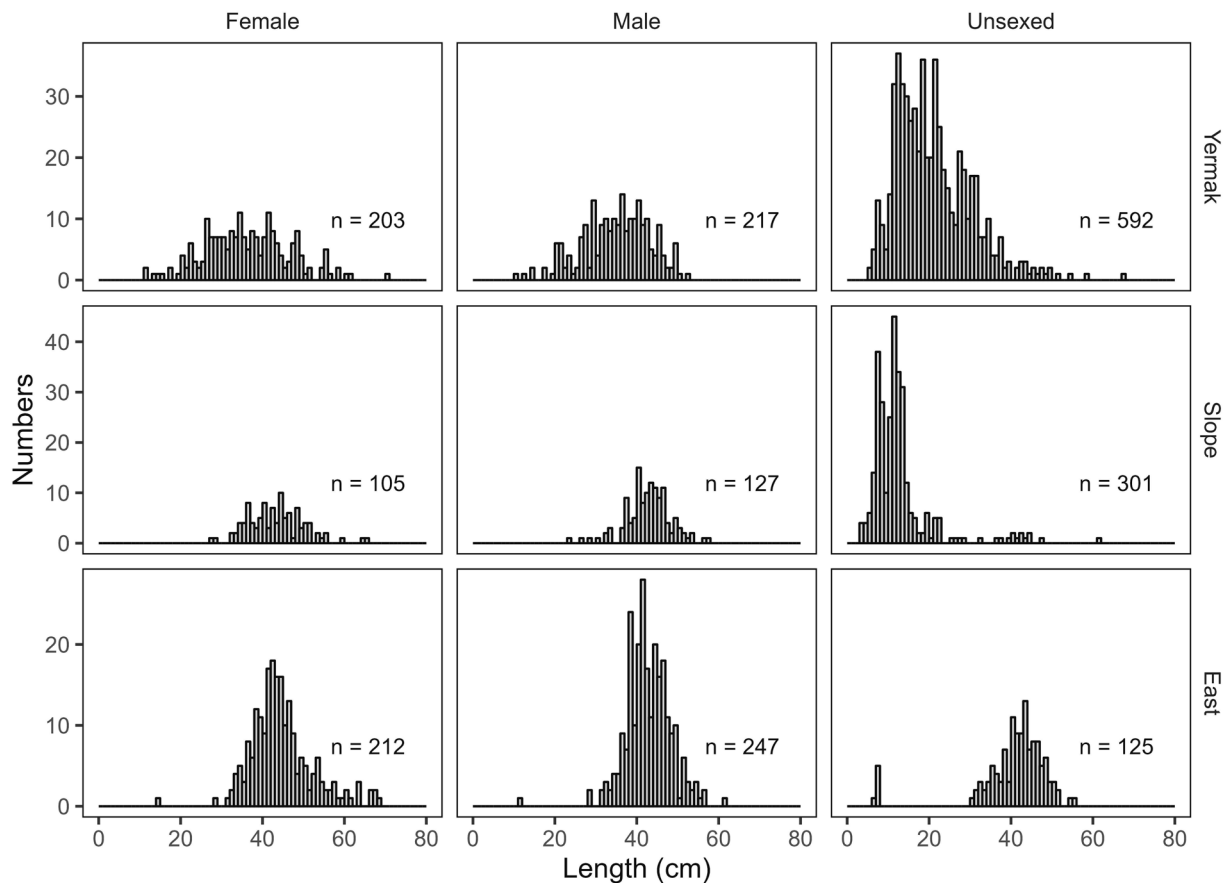 Female Male Unsexed
30
20
10
0
n = 203 n = 217 n = 592
Yermak
40
30
20
10
0
n = 105 n = 127 n = 301
Slope
Numbers
20
10
0
n = 212 n = 247 n = 125
East
0 20 40 60 80 0 20 40 60 80 0 20 40 60 80
Length (cm)